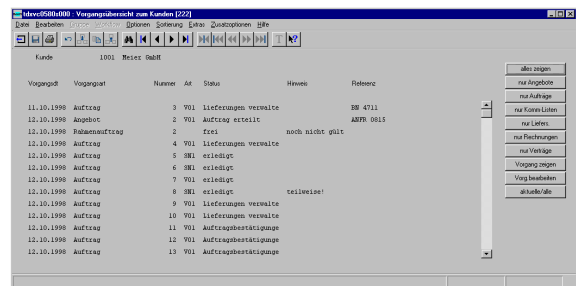 tdsvc0580s000 : Vorgangsübersicht zum Kunden [222]
Datei Bearbeiten Optionen Sortierung Extras Zusatzoptionen Hilfe
Kunde 1001 Meier GmbH
alles zeigen
nur Angebote
nur Aufträge
nur Komm-Listen
nur Liefers.
nur Rechnungen
nur Verträge
Vorgang zeigen
Vorg.bearbeiten
aktuelle/alle
Vorgangsdt Vorgangsart Nummer Art Status Hinweis Referenz
11.10.1998 Auftrag 3 V01 Lieferungen verwalte BN 4711
12.10.1998 Angebot 2 V01 Auftrag erteilt ANFR 0815
12.10.1998 Rahmenauftrag 2 frei noch nicht gült
12.10.1998 Auftrag 4 V01 Lieferungen verwalte
12.10.1998 Auftrag 5 SN1 erledigt
12.10.1998 Auftrag 6 SN1 erledigt
12.10.1998 Auftrag 7 V01 erledigt
12.10.1998 Auftrag 8 SN1 erledigt teilweise!
12.10.1998 Auftrag 9 V01 Lieferungen verwalte
12.10.1998 Auftrag 10 V01 Lieferungen verwalte
12.10.1998 Auftrag 11 V01 Auftragsbestätigunge
12.10.1998 Auftrag 12 V01 Auftragsbestätigunge
12.10.1998 Auftrag 13 V01 Auftragsbestätigunge